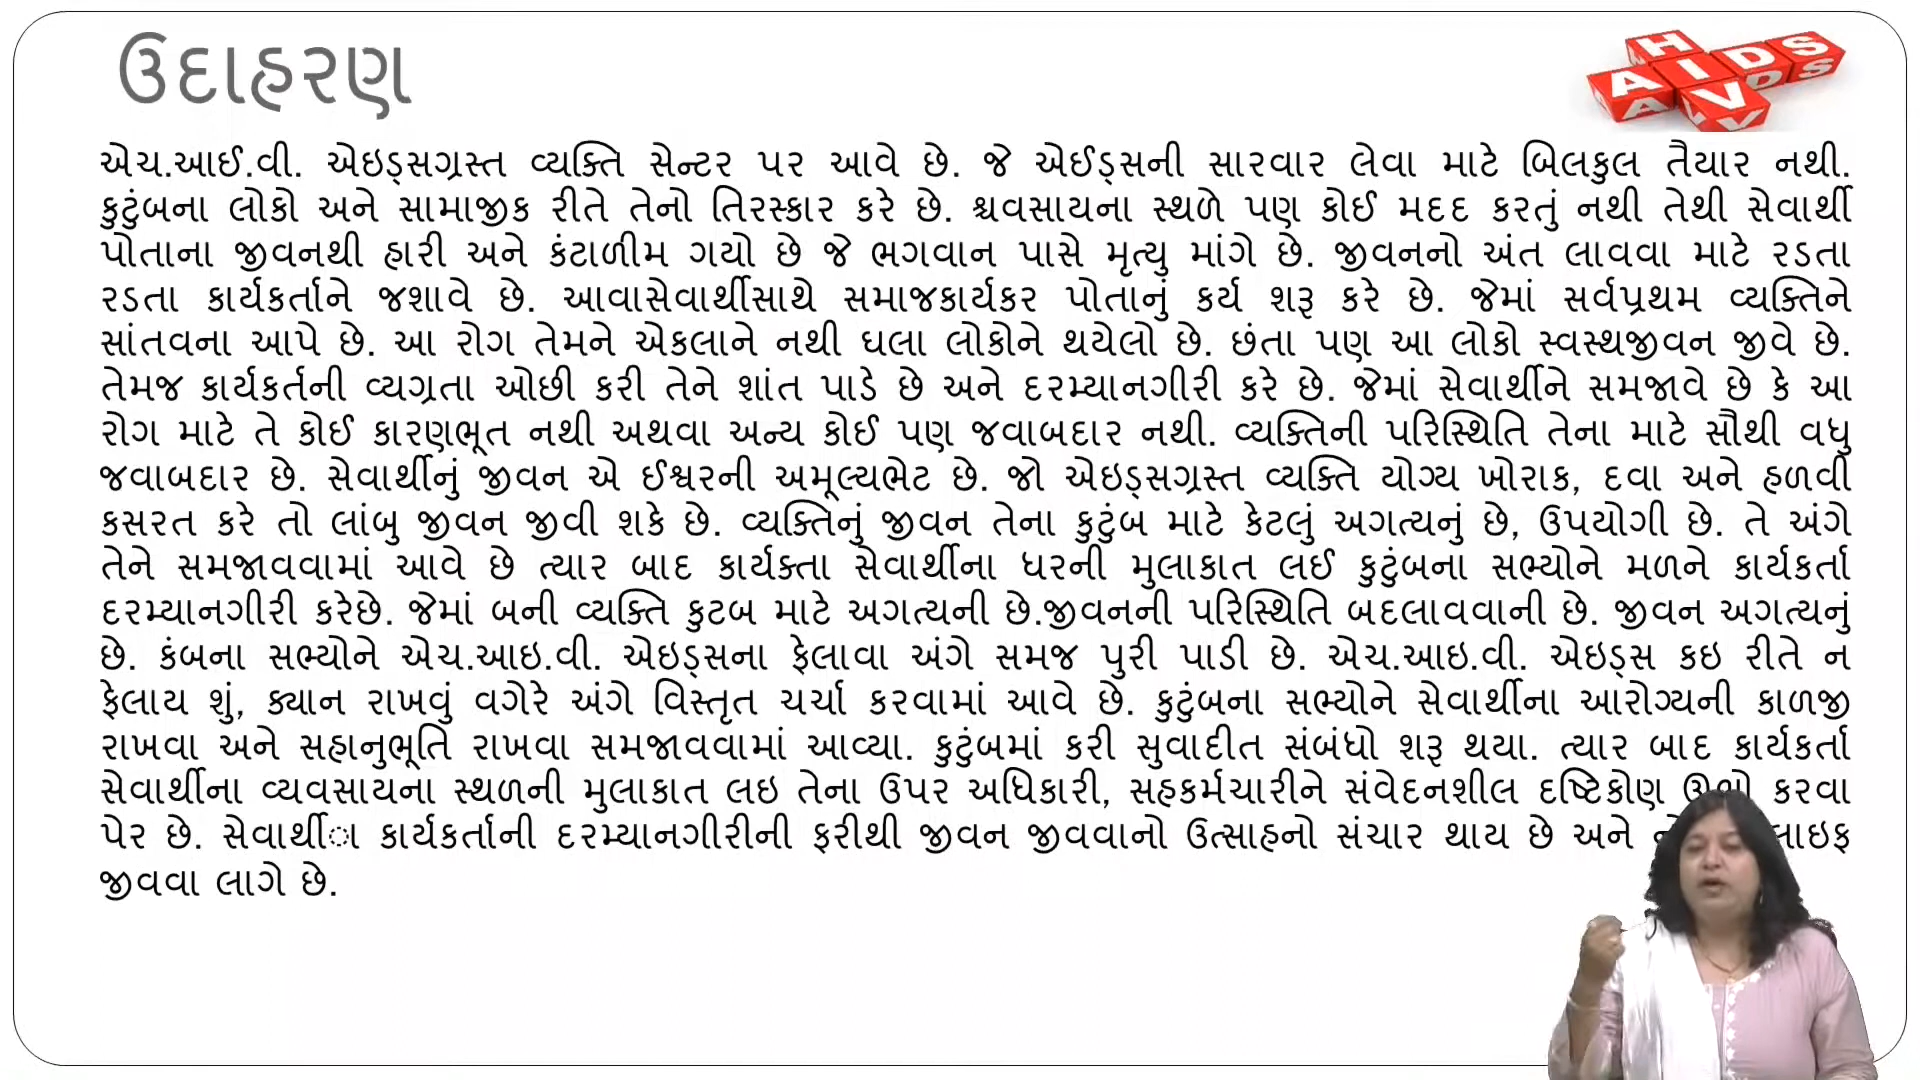 ઉદાહરણ
HIV AIDS
એચ.આઈ.વી. એઇડ્સગ્રસ્ત વ્યક્તિ સેન્ટર પર આવે છે. જે એઈડ્સની સારવાર લેવા માટે બિલકુલ તૈયાર નથી.
કુટુંબના લોકો અને સામાજીક રીતે તેનો તિરસ્કાર કરે છે. શ્ચવસાયના સ્થળે પણ કોઈ મદદ કરતું નથી તેથી સેવાર્થી
પોતાના જીવનથી હારી અને કંટાળીમ ગયો છે જે ભગવાન પાસે મૃત્યુ માંગે છે. જીવનનો અંત લાવવા માટે રડતા
રડતા કાર્યકર્તાને જશાવે છે. આવાસેવાર્થીસાથે સમાજકાર્યકર પોતાનું કર્ય શરૂ કરે છે. જેમાં સર્વપ્રથમ વ્યક્તિને
સાંતવના આપે છે. આ રોગ તેમને એકલાને નથી ઘલા લોકોને થયેલો છે. છંતા પણ આ લોકો સ્વસ્થજીવન જીવે છે.
તેમજ કાર્યકર્તની વ્યગ્રતા ઓછી કરી તેને શાંત પાડે છે અને દરમ્યાનગીરી કરે છે. જેમાં સેવાર્થીને સમજાવે છે કે આ
રોગ માટે તે કોઈ કારણભૂત નથી અથવા અન્ય કોઈ પણ જવાબદાર નથી. વ્યક્તિની પરિસ્થિતિ તેના માટે સૌથી વધુ
જવાબદાર છે. સેવાર્થીનું જીવન એ ઈશ્વરની અમૂલ્યભેટ છે. જો એઇડ્સગ્રસ્ત વ્યક્તિ યોગ્ય ખોરાક, દવા અને હળવી
કસરત કરે તો લાંબુ જીવન જીવી શકે છે. વ્યક્તિનું જીવન તેના કુટુંબ માટે કેટલું અગત્યનું છે, ઉપયોગી છે. તે અંગે
તેને સમજાવવામાં આવે છે ત્યાર બાદ કાર્યક્તા સેવાર્થીના ધરની મુલાકાત લઈ કુટુંબના સભ્યોને મળને કાર્યકર્તા
દરમ્યાનગીરી કરેછે. જેમાં બની વ્યક્તિ કુટબ માટે અગત્યની છે.જીવનની પરિસ્થિતિ બદલાવવાની છે. જીવન અગત્યનું
છે. કંબના સભ્યોને એચ.આઇ.વી. એઇડ્સના ફેલાવા અંગે સમજ પુરી પાડી છે. એચ.આઇ.વી. એઇડ્સ કઇ રીતે ન
ફેલાય શું, ક્યાન રાખવું વગેરે અંગે વિસ્તૃત ચર્ચા કરવામાં આવે છે. કુટુંબના સભ્યોને સેવાર્થીના આરોગ્યની કાળજી
રાખવા અને સહાનુભૂતિ રાખવા સમજાવવામાં આવ્યા. કુટુંબમાં કરી સુવાદીત સંબંધો શરૂ થયા. ત્યાર બાદ કાર્યકર્તા
સેવાર્થીના વ્યવસાયના સ્થળની મુલાકાત લઇ તેના ઉપર અધિકારી, સહકર્મચારીને સંવેદનશીલ દષ્ટિકોણ કરવા
પેર છે. સેવાર્થીા કાર્યકર્તાની દરમ્યાનગીરીની ફરીથી જીવન જીવવાનો ઉત્સાહનો સંચાર થાય છે અને લાઇફ
જીવવા લાગે છે.